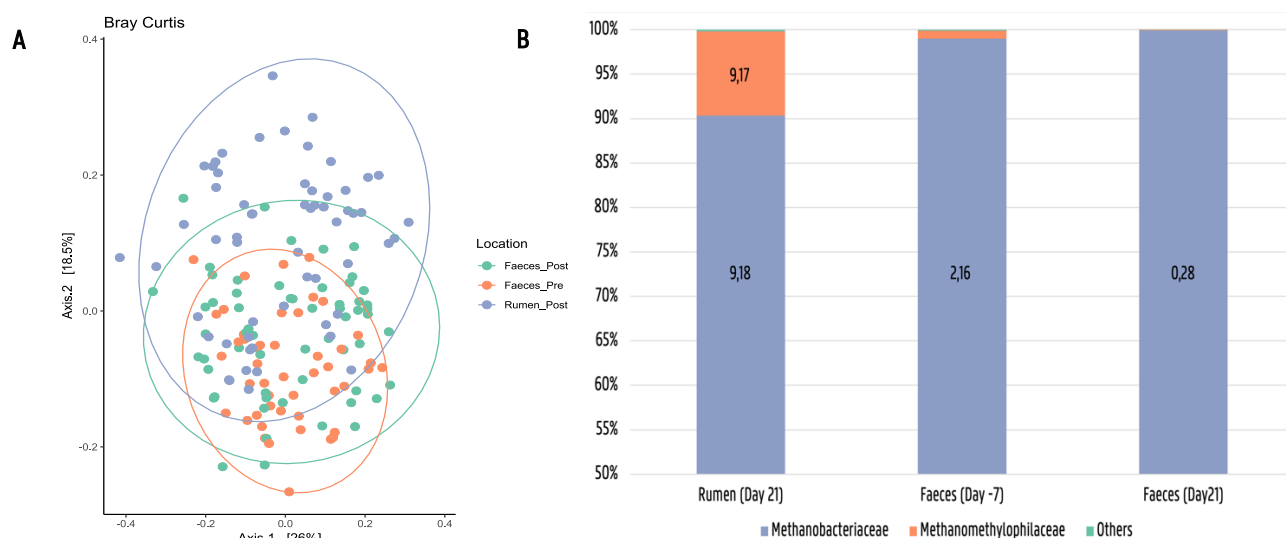 A
Bray Curtis
0.4
0.2
0.0
-0.2
Axis.2 [18.5%]
-0.4
-0.2
0.0
0.2
0.4
Axis.1 [26%]
Location
Faeces_Post
Faeces_Pre
Rumen_Post
B
100%
95%
90%
85%
80%
75%
70%
65%
60%
55%
50%
9,17
9,18
2,16
0,28
Rumen (Day 21)
Faeces (Day -7)
Faeces (Day21)
Methanobacteriaceae
Methanomethylophilaceae
Others